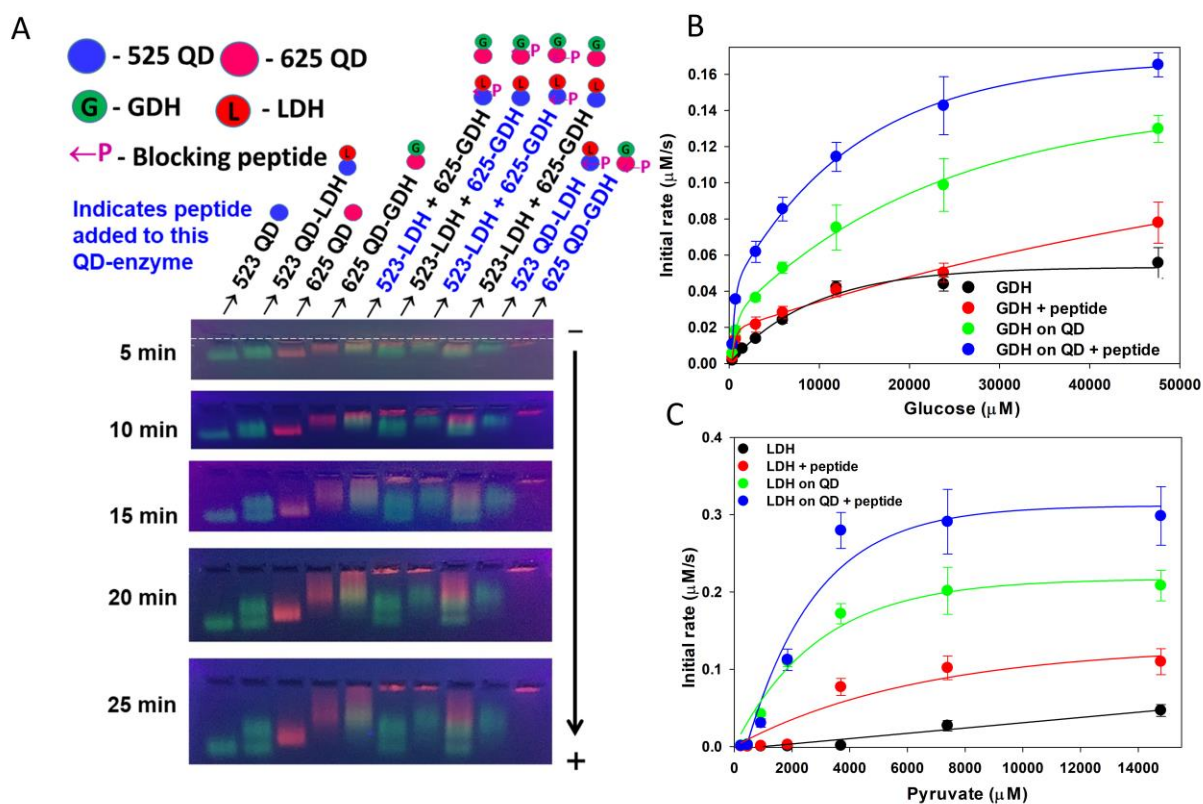 A
- 525 QD
- 625 QD
G - GDH
L - LDH
←P - Blocking peptide
Indicates peptide
added to this
QD-enzyme
→ 523 QD
→ 523 QD-LDH
→ 625 QD
→ 625 QD-GDH
→ 523-LDH + 625-GDH
→ 523-LDH + 625-GDH
→ 523-LDH + 625-GDH
→ 523-LDH + 625-GDH
→ 523 QD-LDH
→ 625 QD-GDH
L
G
G
G P
G P
G
L P
L
L P
L
L P
G P
5 min
10 min
15 min
20 min
25 min
−
+
B
Initial rate (µM/s)
0.16
0.14
0.12
0.10
0.08
0.06
0.04
0.02
0.00
0 10000 20000 30000 40000 50000
Glucose (µM)
GDH
GDH + peptide
GDH on QD
GDH on QD + peptide
C
Initial rate (µM/s)
0.4
0.3
0.2
0.1
0.0
0 2000 4000 6000 8000 10000 12000 14000
Pyruvate (µM)
LDH
LDH + peptide
LDH on QD
LDH on QD + peptide